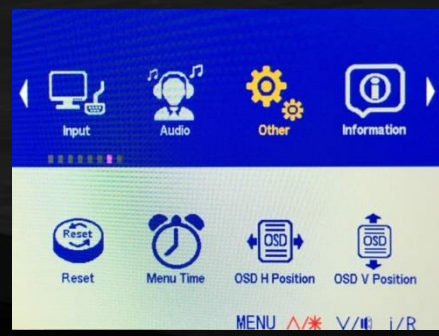 Input Audio Other Information
Reset
Reset Menu Time OSD H Position OSD V Position
OSD OSD
MENU /\/* \/ i/R